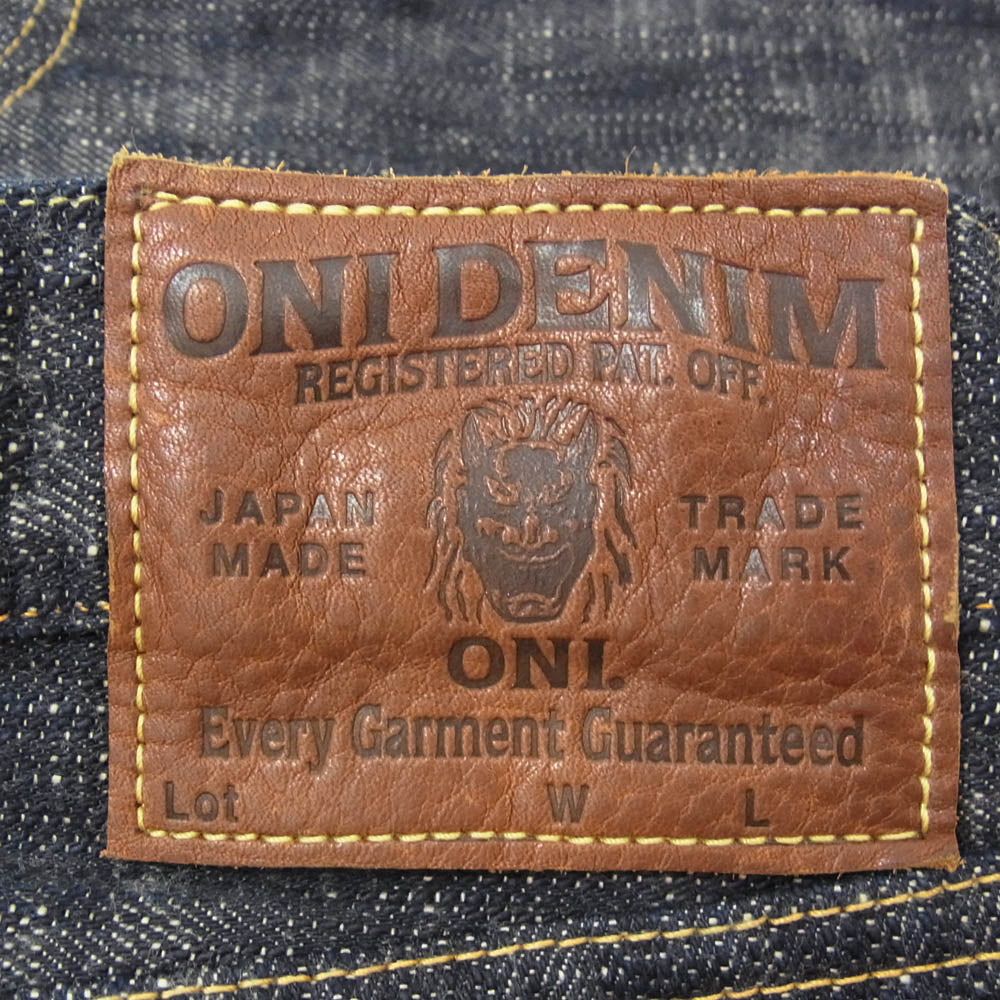 ONI DENIM
REGISTERED PAT. OFF.
JAPAN MADE
TRADE MARK
ONI.
Every Garment Guaranteed
Lot W L